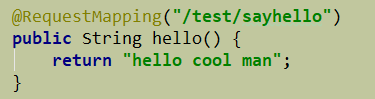 @RequestMapping("/test/sayhello")
public String hello() {
    return "hello cool man";
}